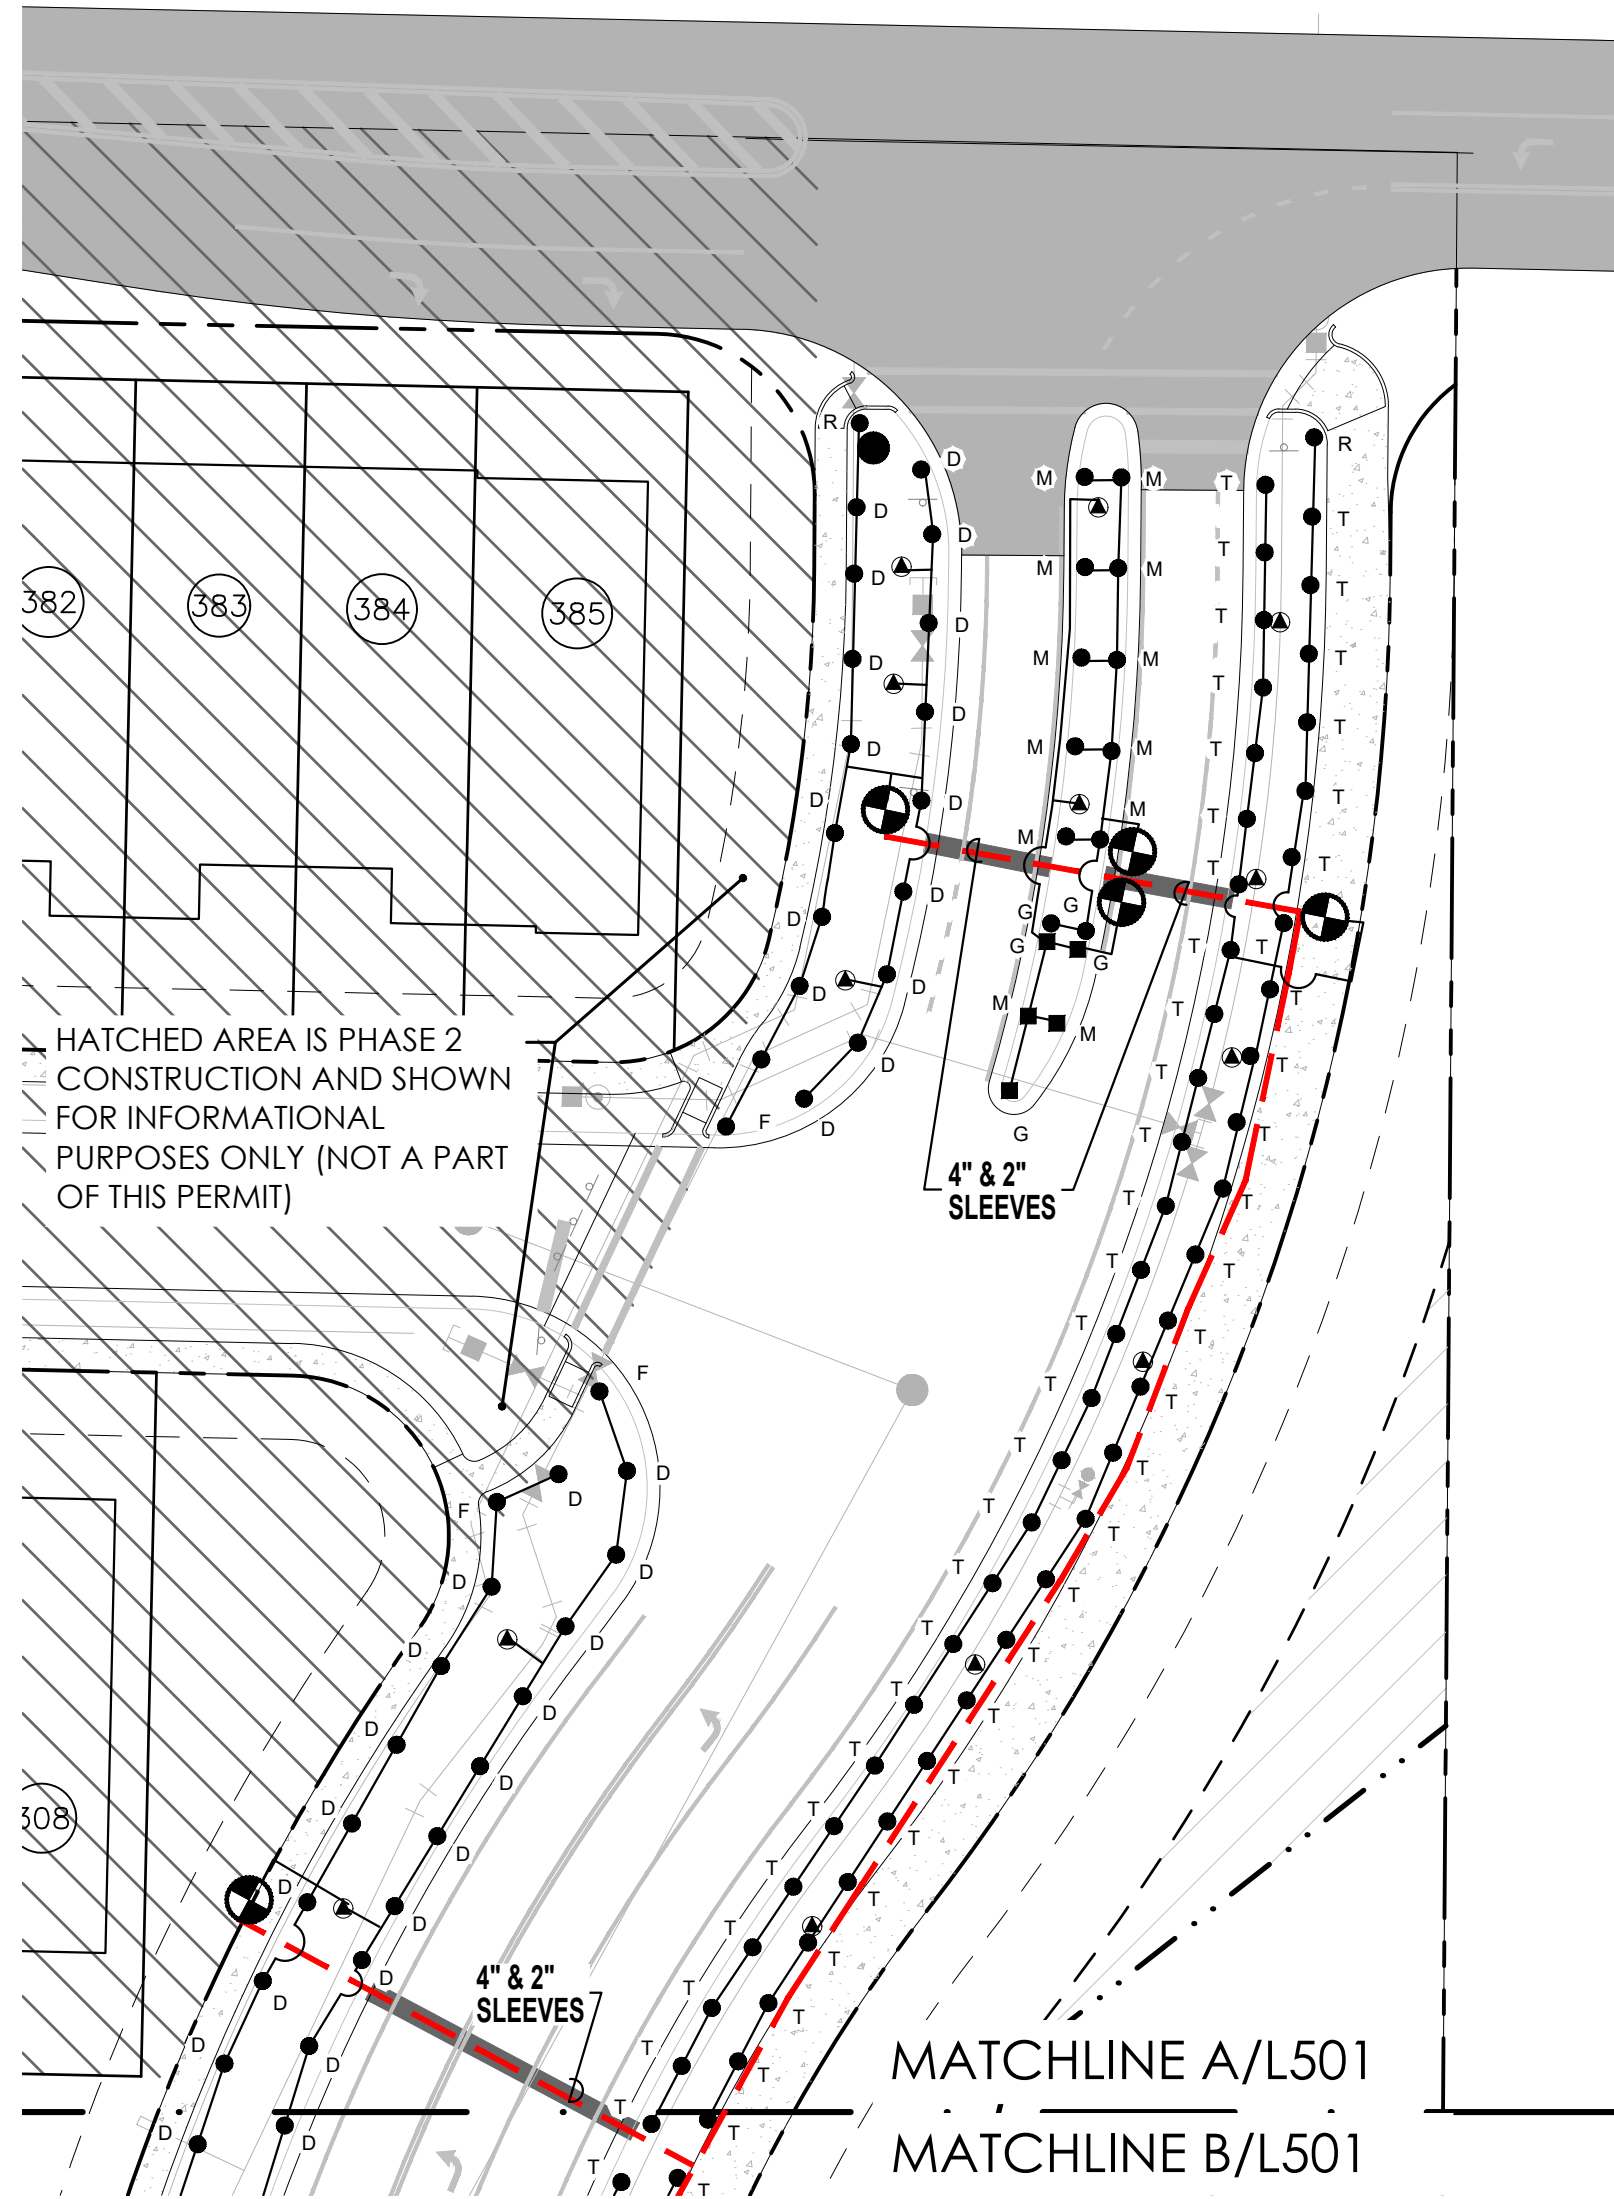 R
D
M
M
T
R
D
D
T
T
D
M
M
T
T
D
D
M
M
T
T
D
D
M
M
T
T
D
D
M
M
T
T
D
G
G
T
T
D
D
G
G
M
M
T
T
F
D
D
G
T
T
382
383
384
385
HATCHED AREA IS PHASE 2
CONSTRUCTION AND SHOWN
FOR INFORMATIONAL
PURPOSES ONLY (NOT A PART
OF THIS PERMIT)
4" & 2"
SLEEVES
F
D
F
D
D
D
D
D
D
D
D
D
T
T
T
T
308
D
D
D
D
D
D
D
D
T
T
T
T
4" & 2"
SLEEVES
MATCHLINE A/L501
MATCHLINE B/L501